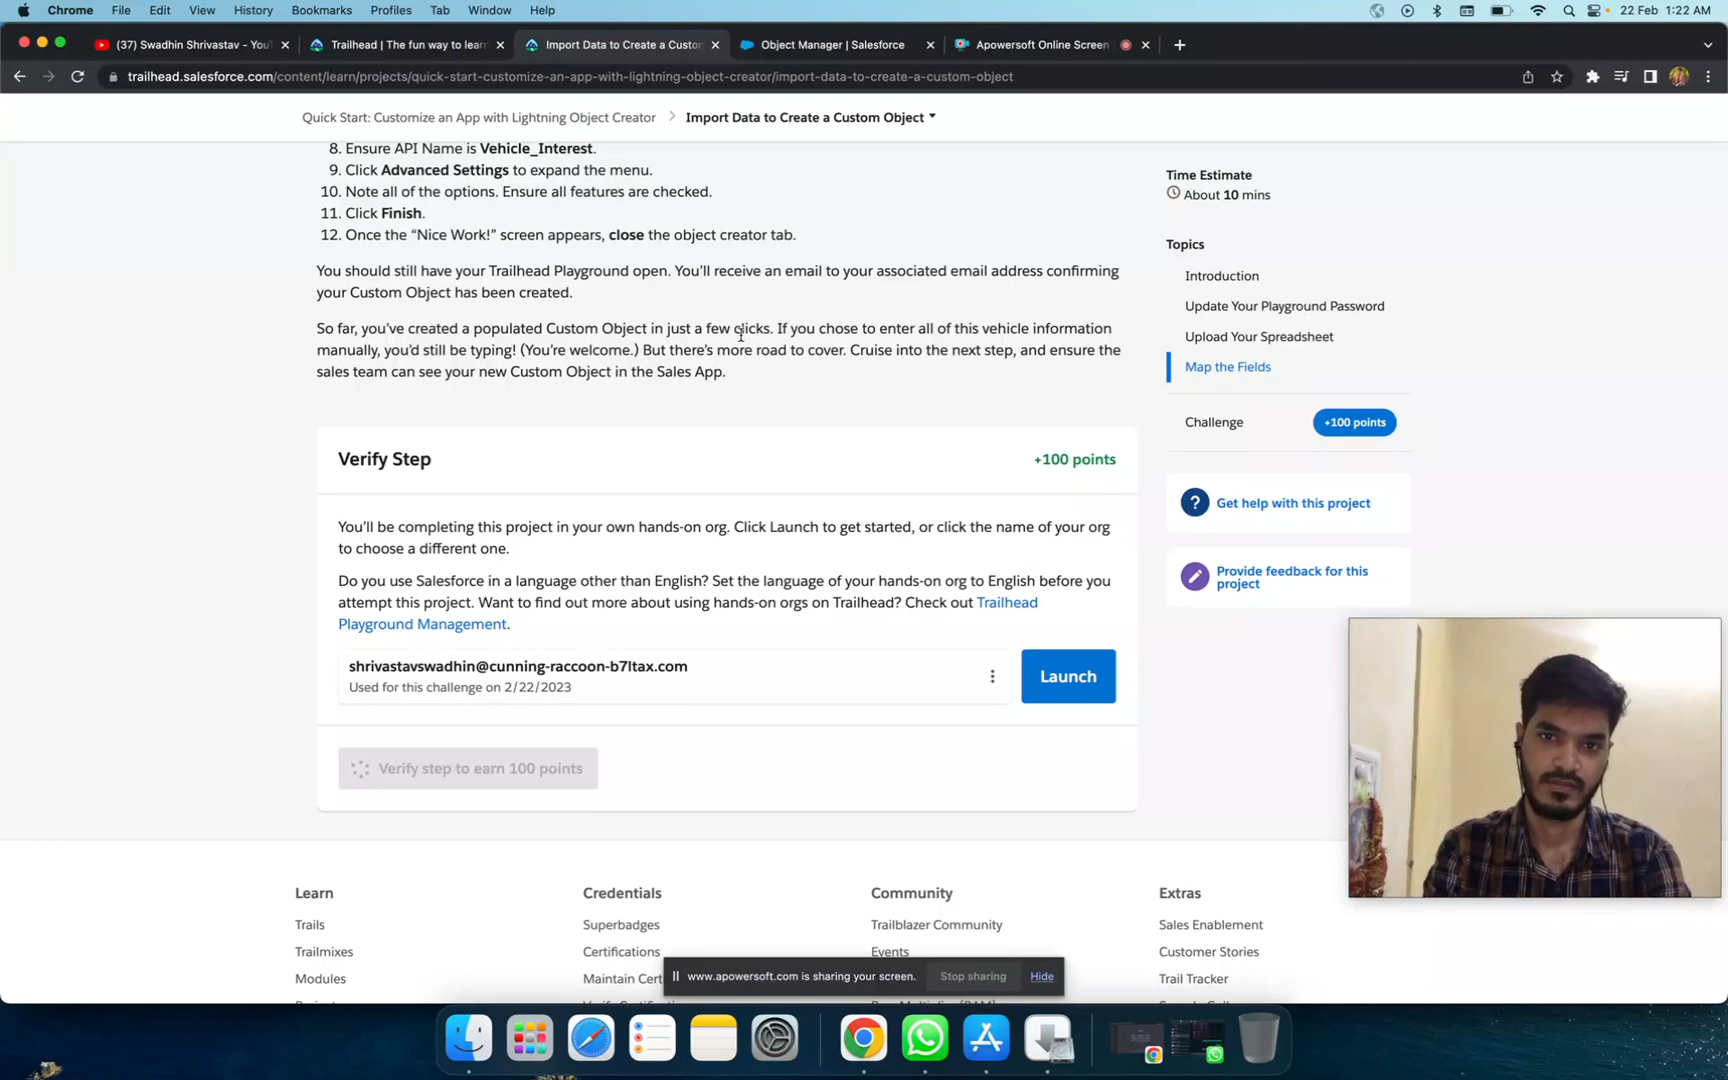 Chrome File Edit View History Bookmarks Profiles Tab Window Help 22 Feb 1:22 AM
(37) Swadhin Shrivastav - You
Trailhead | The fun way to learn
Import Data to Create a Custom
Object Manager | Salesforce
Apowersoft Online Screen
trailhead.salesforce.com/content/learn/projects/quick-start-customize-an-app-with-lightning-object-creator/import-data-to-create-a-custom-object
Quick Start: Customize an App with Lightning Object Creator > Import Data to Create a Custom Object
8. Ensure API Name is Vehicle_Interest.
9. Click Advanced Settings to expand the menu.
10. Note all of the options. Ensure all features are checked.
11. Click Finish.
12. Once the “Nice Work!” screen appears, close the object creator tab.
You should still have your Trailhead Playground open. You’ll receive an email to your associated email address confirming
your Custom Object has been created.
So far, you’ve created a populated Custom Object in just a few clicks. If you chose to enter all of this vehicle information
manually, you’d still be typing! (You’re welcome.) But there’s more road to cover. Cruise into the next step, and ensure the
sales team can see your new Custom Object in the Sales App.
Verify Step
+100 points
You’ll be completing this project in your own hands-on org. Click Launch to get started, or click the name of your org
to choose a different one.
Do you use Salesforce in a language other than English? Set the language of your hands-on org to English before you
attempt this project. Want to find out more about using hands-on orgs on Trailhead? Check out Trailhead
Playground Management.
shrivastavswadhin@cunning-raccoon-b7ltax.com
Used for this challenge on 2/22/2023
Launch
Verify step to earn 100 points
Time Estimate
About 10 mins
Topics
Introduction
Update Your Playground Password
Upload Your Spreadsheet
Map the Fields
Challenge
+100 points
? Get help with this project
Provide feedback for this
project
Learn
Trails
Trailmixes
Modules
Credentials
Superbadges
Certifications
Maintain Cert
Community
Trailblazer Community
Events
Extras
Sales Enablement
Customer Stories
Trail Tracker
www.apowersoft.com is sharing your screen.
Stop sharing
Hide